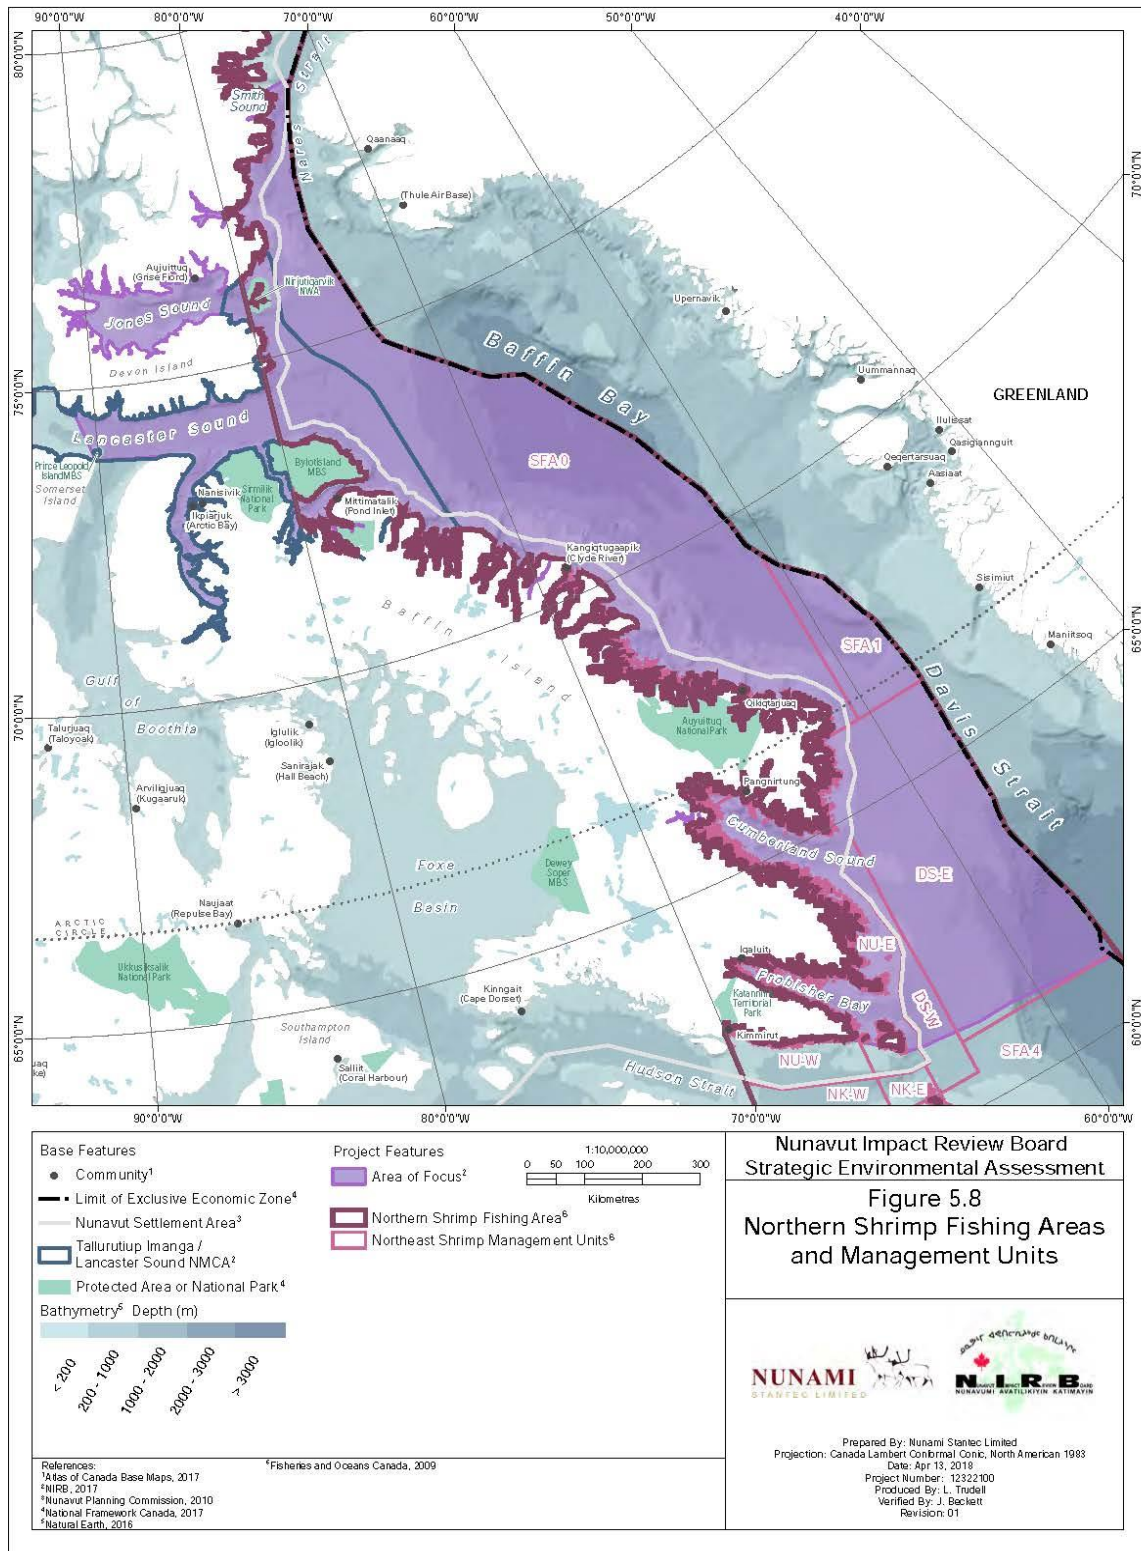 90°0'0"W 80°0'0"W 70°0'0"W 60°0'0"W 50°0'0"W 40°0'0"W
80°0'0"N
75°0'0"N
70°0'0"N
65°0'0"N
70°0'0"N
65°0'0"N
60°0'0"N
Smith
Sound
Nares Strait
Qaanaaq
(Thule Air Base)
Aujuittuq
(Grise Fiord)
Nirjutiqarvik
NWA
Jones Sound
Upernavik
Devon Island
Baffin Bay
Uummannaq
GREENLAND
Lancaster Sound
Ilulissat
Qasigiannguit
Qeqertarsuaq
Aasiaat
SFA 0
Prince Leopold
Island MBS
Somerset
Island
Bylot Island
MBS
Nanisivik
Sirmilik
National
Park
Mittimatalik
(Pond Inlet)
Ikpiarjuk
(Arctic Bay)
Kangiqtugaapik
(Clyde River)
Sisimiut
Baffin
Island
Maniitsoq
SFA 1
Gulf
of
Boothia
Davis Strait
Qikiqtarjuaq
Auyuittuq
National Park
Talurjuaq
(Taloyoak)
Iglulik
(Igloolik)
Sanirajak
(Hall Beach)
Arviligjuaq
(Kugaaruk)
Pangnirtung
Cumberland Sound
Foxe
Basin
Dewey
Soper
MBS
DS-E
Naujaat
(Repulse Bay)
ARCTIC
CIRCLE
NU-E
Iqaluit
Ukkusiksalik
National Park
Kinngait
(Cape Dorset)
Frobisher Bay
DS-W
Katannilik
Territorial
Park
Kimmirut
Southampton
Island
NU-W
SFA 4
Salliit
(Coral Harbour)
Hudson Strait
NK-W
NK-E
90°0'0"W 80°0'0"W 70°0'0"W 60°0'0"W
Base Features
Community¹
Limit of Exclusive Economic Zone⁴
Nunavut Settlement Area³
Tallurutiup Imanga /
Lancaster Sound NMCA²
Protected Area or National Park⁴
Bathymetry⁵ Depth (m)
< 200
200 - 1000
1000 - 2000
2000 - 3000
> 3000
Project Features
Area of Focus²
Northern Shrimp Fishing Area⁶
Northeast Shrimp Management Units⁶
1:10,000,000
0 50 100 200 300
Kilometres
Nunavut Impact Review Board
Strategic Environmental Assessment
Figure 5.8
Northern Shrimp Fishing Areas
and Management Units
NUNAMI
STANTEC LIMITED
NUNAVUT IMPACT REVIEW BOARD
NUNAVUMI AVATILIKIYIN KATIMAYIN
Prepared By: Nunami Stantec Limited
Projection: Canada Lambert Conformal Conic, North American 1983
Date: Apr 13, 2018
Project Number: 12322100
Produced By: L. Trudell
Verified By: J. Beckett
Revision: 01
References:
¹Atlas of Canada Base Maps, 2017
²NIRB, 2017
³Nunavut Planning Commission, 2010
⁴National Framework Canada, 2017
⁵Natural Earth, 2016
⁶Fisheries and Oceans Canada, 2009